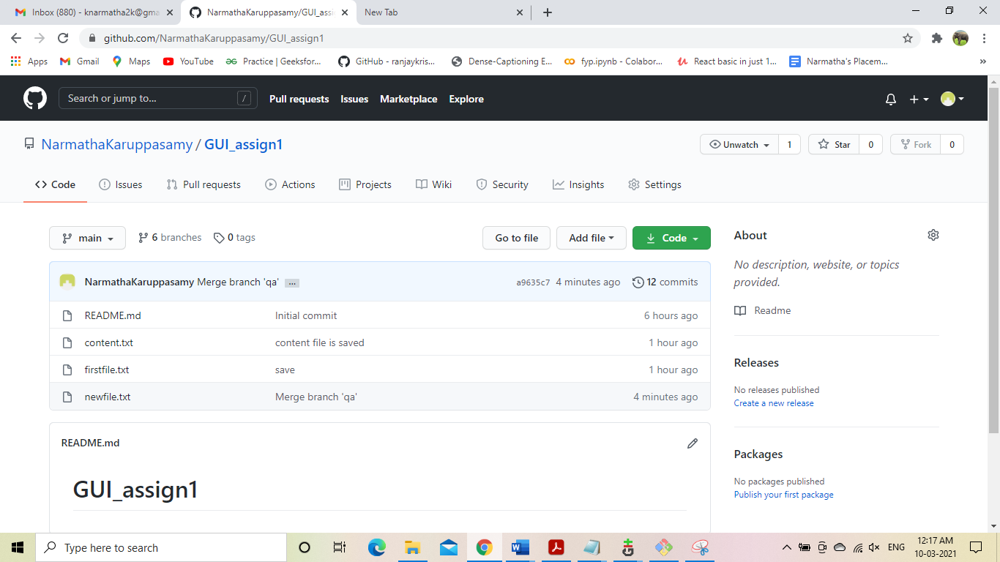 Inbox (880) - knarmatha2k@gma
NarmathaKaruppasamy/GUI_assi
New Tab
github.com/NarmathaKaruppasamy/GUI_assign1
Apps Gmail Maps YouTube Practice | Geeksfor... GitHub - ranjaykris... Dense-Captioning E... fyp.ipynb - Colabor... React basic in just 1... Narmatha's Placem... »
Search or jump to... / Pull requests Issues Marketplace Explore
NarmathaKaruppasamy / GUI_assign1
Unwatch 1 Star 0 Fork 0
Code Issues Pull requests Actions Projects Wiki Security Insights Settings
main 6 branches 0 tags Go to file Add file Code
NarmathaKaruppasamy Merge branch 'qa' ... a9635c7 4 minutes ago 12 commits
README.md Initial commit 6 hours ago
content.txt content file is saved 1 hour ago
firstfile.txt save 1 hour ago
newfile.txt Merge branch 'qa' 4 minutes ago
README.md
GUI_assign1
About
No description, website, or topics
provided.
Readme
Releases
No releases published
Create a new release
Packages
No packages published
Publish your first package
Type here to search
ENG
12:17 AM
10-03-2021